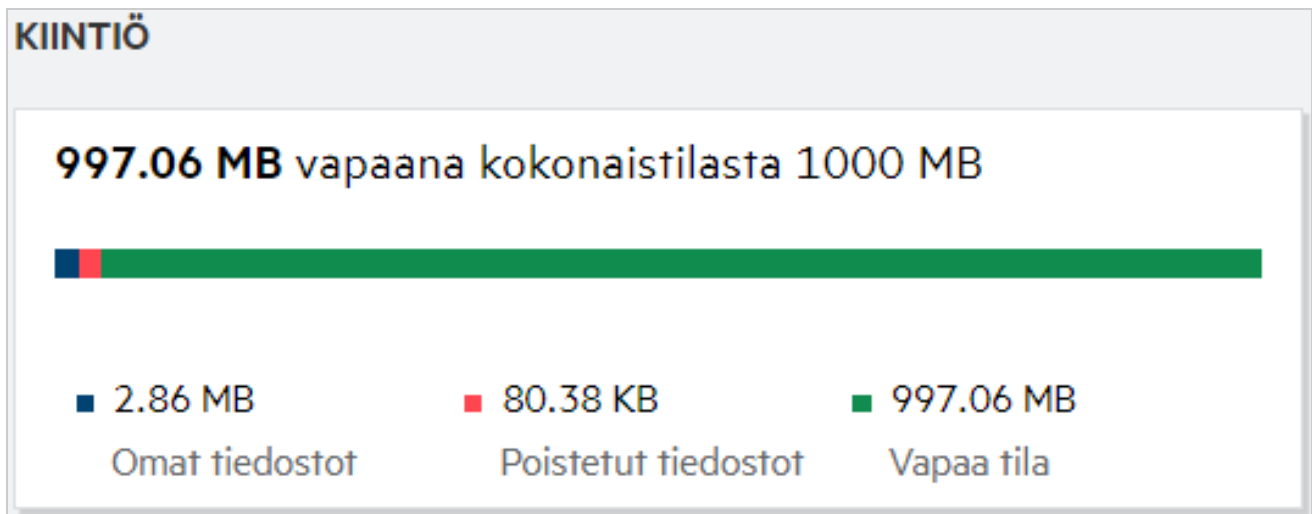 KIINTIÖ
997.06 MB vapaana kokonaistilasta 1000 MB
2.86 MB 80.38 KB 997.06 MB
Omat tiedostot Poistetut tiedostot Vapaa tila